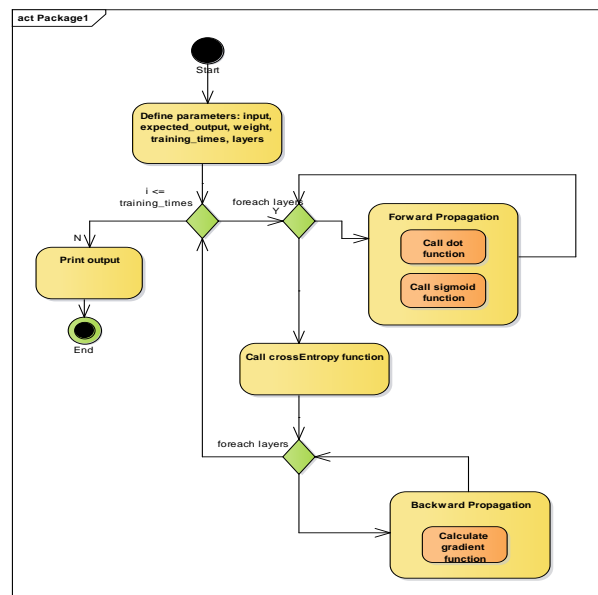 act Package1
Start
Define parameters: input,
expected_output, weight,
training_times, layers
i <=
training_times
foreach layers
Y
N
Print output
End
Forward Propagation
Call dot
function
Call sigmoid
function
Call crossEntropy function
foreach layers
Backward Propagation
Calculate
gradient
function